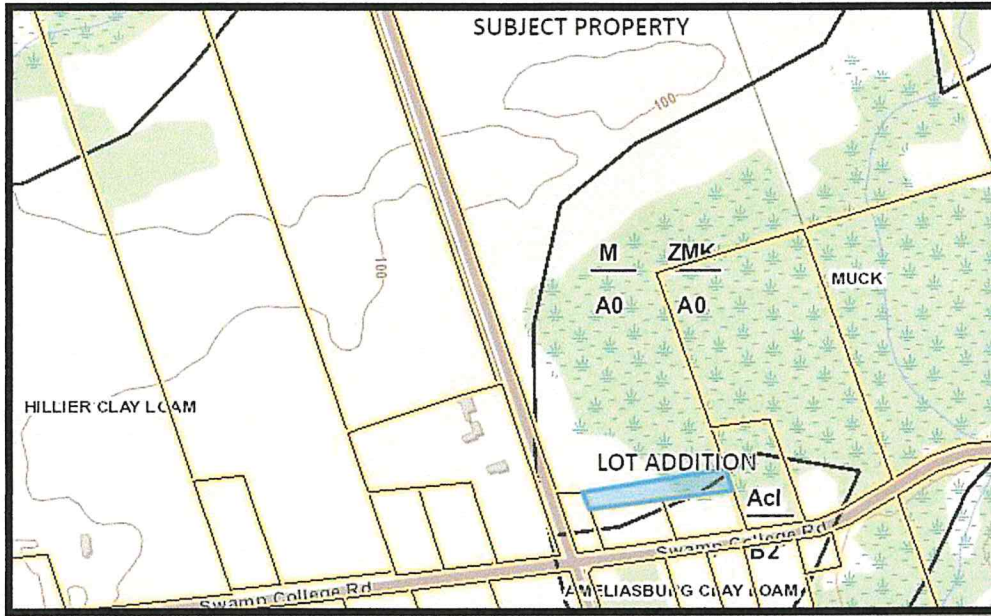 SUBJECT PROPERTY
100
100
M ZMK
A0 A0
MUCK
HILLIER CLAY LOAM
LOT ADDITION
Acl
B2
Swamp College Rd
Swamp College Rd
AMELIASBURG CLAY LOAM